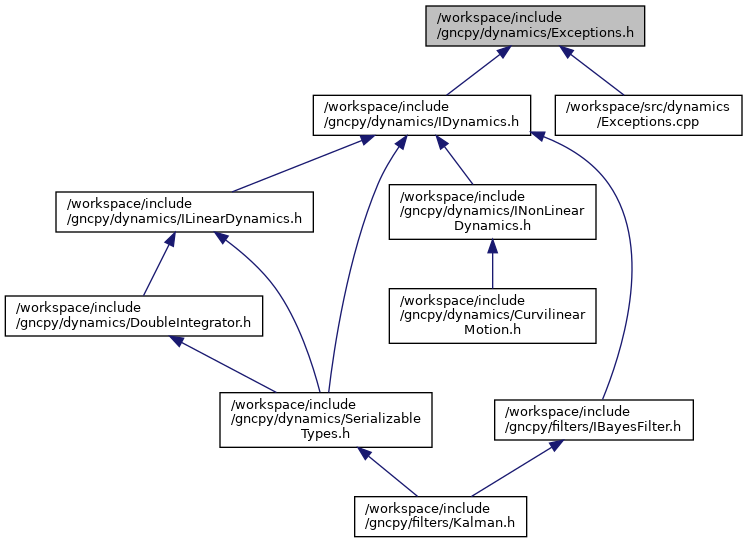 /workspace/include
/gncpy/dynamics/Exceptions.h
/workspace/include
/gncpy/dynamics/IDynamics.h
/workspace/src/dynamics
/Exceptions.cpp
/workspace/include
/gncpy/dynamics/ILinearDynamics.h
/workspace/include
/gncpy/dynamics/INonLinear
Dynamics.h
/workspace/include
/gncpy/dynamics/DoubleIntegrator.h
/workspace/include
/gncpy/dynamics/Curvilinear
Motion.h
/workspace/include
/gncpy/dynamics/Serializable
Types.h
/workspace/include
/gncpy/filters/IBayesFilter.h
/workspace/include
/gncpy/filters/Kalman.h